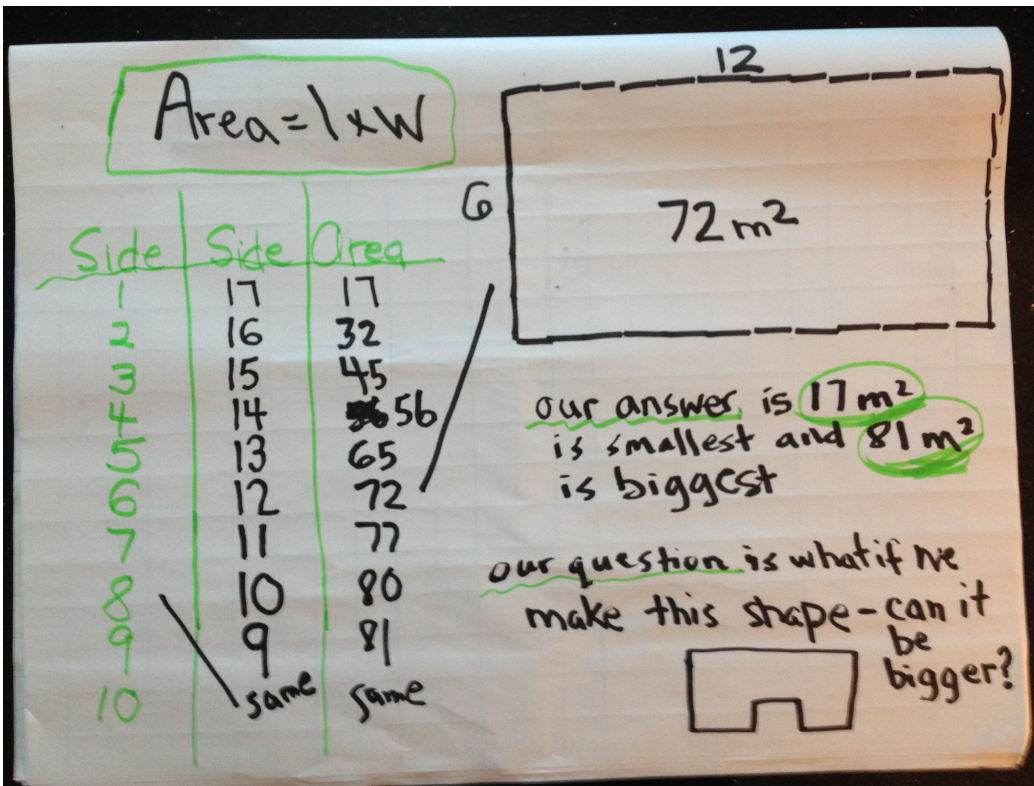 Area = l x w
12
6
72 m²
Side Side area
1 17 17
2 16 32
3 15 45
4 14 56
5 13 65
6 12 72
7 11 77
8 10 80
9 9 81
10 same same
our answer is 17 m²
is smallest and 81 m²
is biggest
our question is what if we
make this shape - can it
be
bigger?